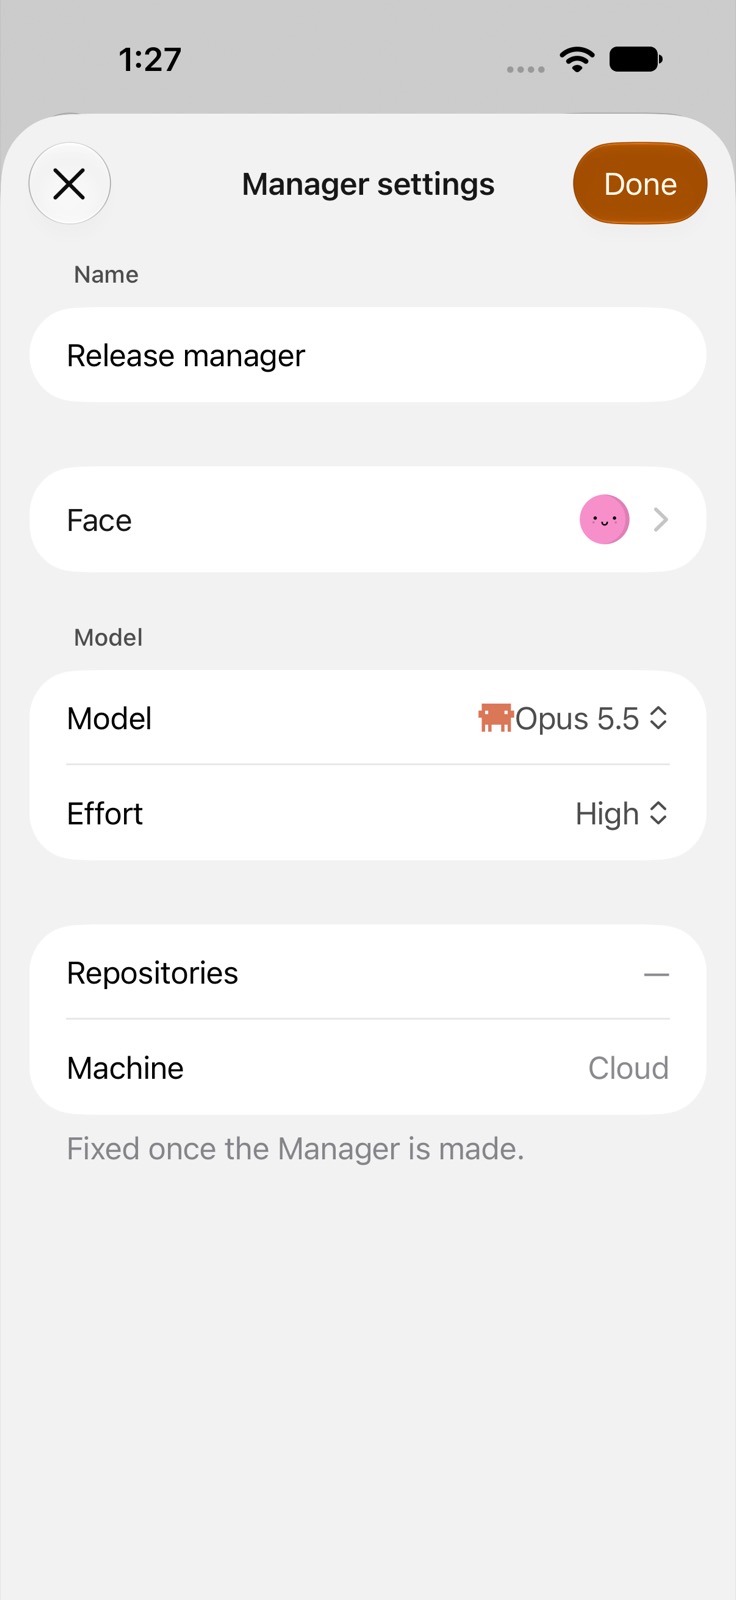 1:27
Manager settings
Done
Name
Release manager
Face
Model
Model
Opus 5.5
Effort
High
Repositories
—
Machine
Cloud
Fixed once the Manager is made.